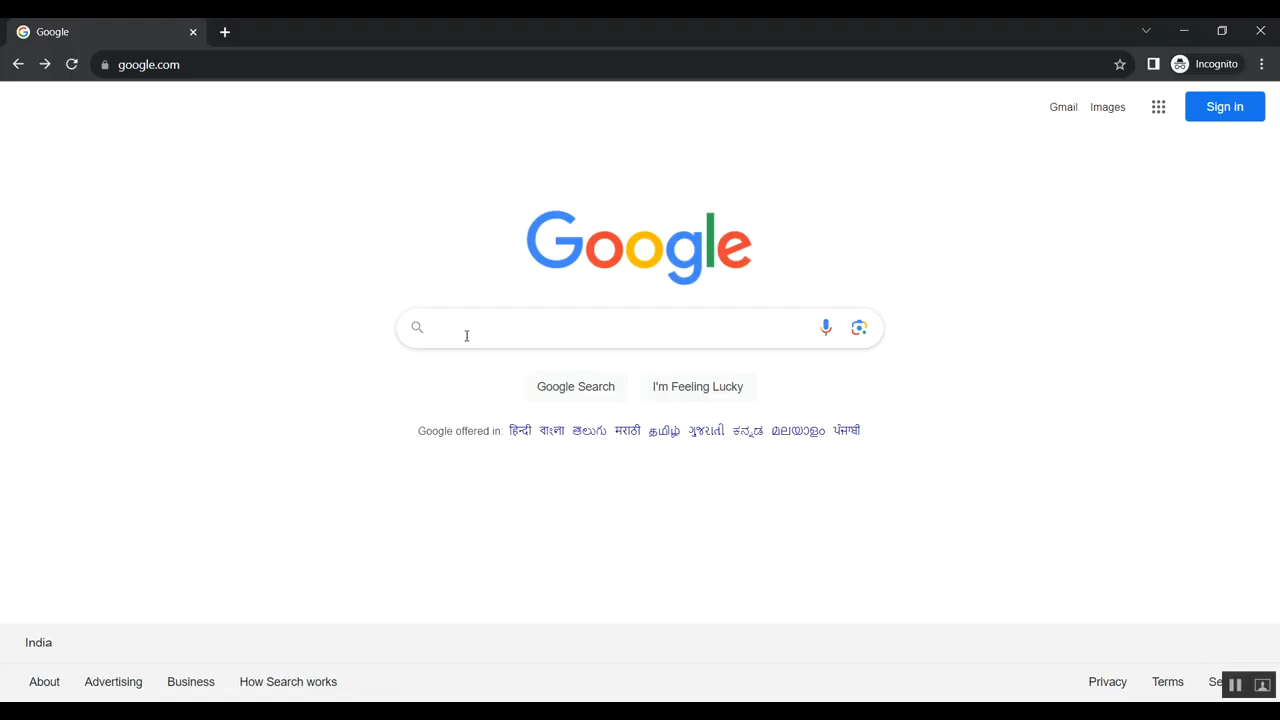 Google
google.com
Incognito
Gmail Images Sign in
Google
Google Search I'm Feeling Lucky
Google offered in: हिन्दी বাংলা తెలుగు मराठी தமிழ் ગુજરાતી ಕನ್ನಡ മലയാളം ਪੰਜਾਬੀ
India
About Advertising Business How Search works Privacy Terms